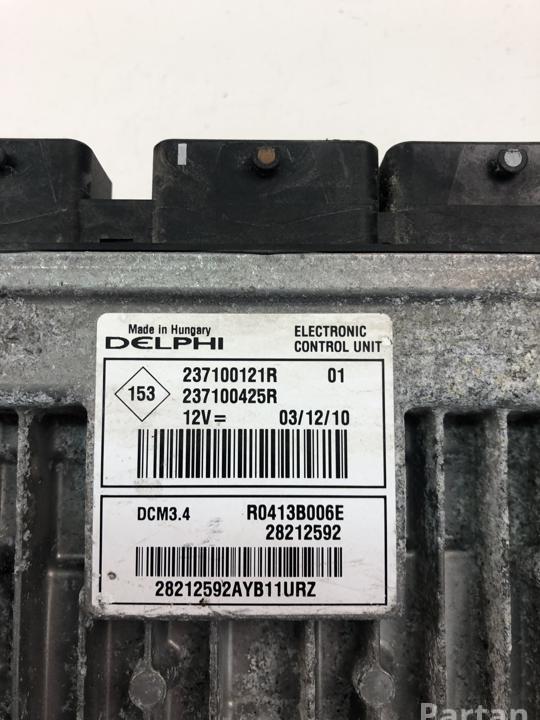 Made in Hungary
DELPHI
ELECTRONIC
CONTROL UNIT
153
237100121R 01
237100425R
12V= 03/12/10
DCM3.4 R0413B006E
28212592
28212592AYB11URZ
Partan